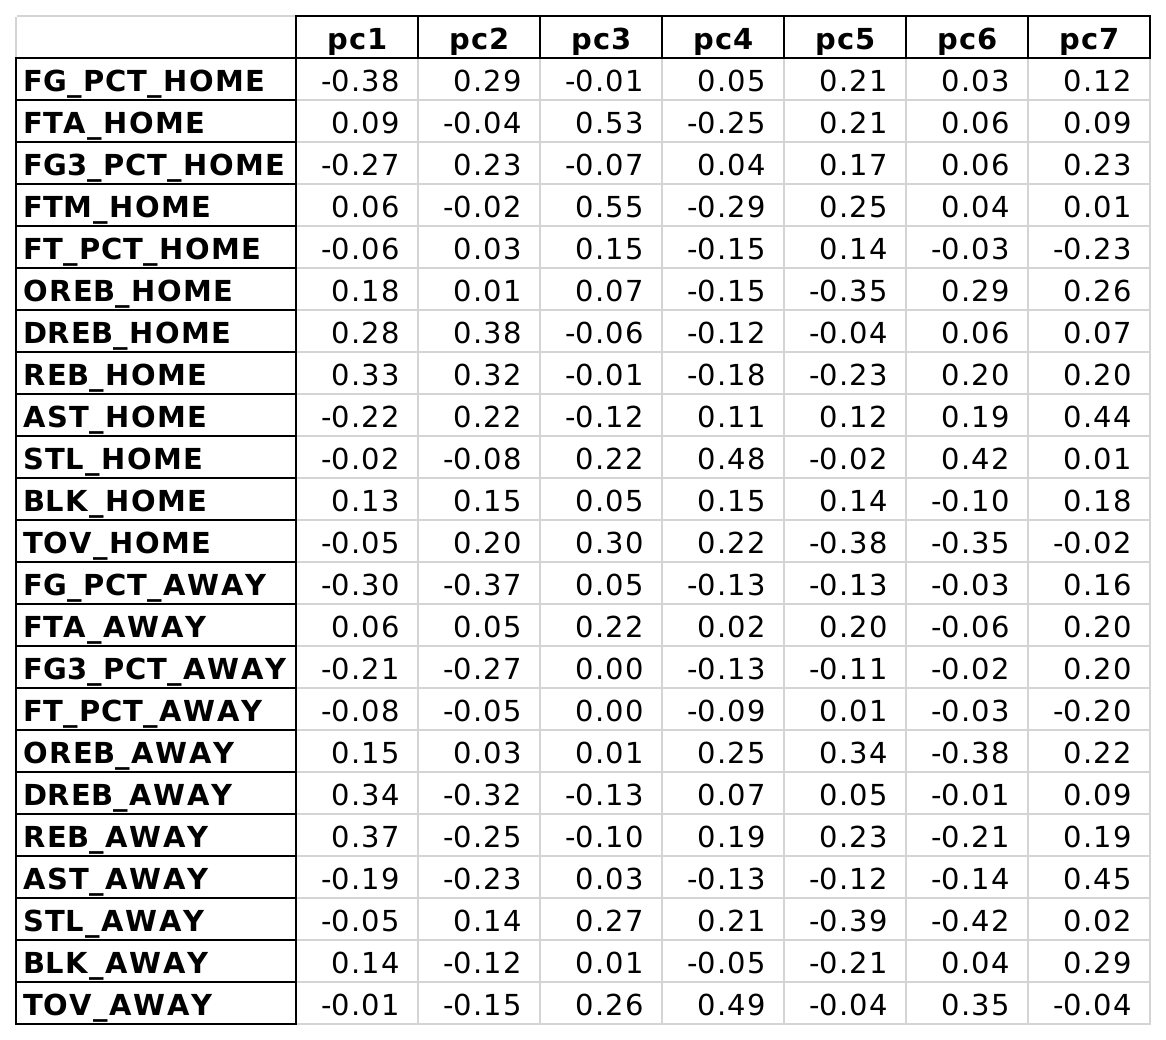 pc1 pc2 pc3 pc4 pc5 pc6 pc7
FG_PCT_HOME -0.38 0.29 -0.01 0.05 0.21 0.03 0.12
FTA_HOME 0.09 -0.04 0.53 -0.25 0.21 0.06 0.09
FG3_PCT_HOME -0.27 0.23 -0.07 0.04 0.17 0.06 0.23
FTM_HOME 0.06 -0.02 0.55 -0.29 0.25 0.04 0.01
FT_PCT_HOME -0.06 0.03 0.15 -0.15 0.14 -0.03 -0.23
OREB_HOME 0.18 0.01 0.07 -0.15 -0.35 0.29 0.26
DREB_HOME 0.28 0.38 -0.06 -0.12 -0.04 0.06 0.07
REB_HOME 0.33 0.32 -0.01 -0.18 -0.23 0.20 0.20
AST_HOME -0.22 0.22 -0.12 0.11 0.12 0.19 0.44
STL_HOME -0.02 -0.08 0.22 0.48 -0.02 0.42 0.01
BLK_HOME 0.13 0.15 0.05 0.15 0.14 -0.10 0.18
TOV_HOME -0.05 0.20 0.30 0.22 -0.38 -0.35 -0.02
FG_PCT_AWAY -0.30 -0.37 0.05 -0.13 -0.13 -0.03 0.16
FTA_AWAY 0.06 0.05 0.22 0.02 0.20 -0.06 0.20
FG3_PCT_AWAY -0.21 -0.27 0.00 -0.13 -0.11 -0.02 0.20
FT_PCT_AWAY -0.08 -0.05 0.00 -0.09 0.01 -0.03 -0.20
OREB_AWAY 0.15 0.03 0.01 0.25 0.34 -0.38 0.22
DREB_AWAY 0.34 -0.32 -0.13 0.07 0.05 -0.01 0.09
REB_AWAY 0.37 -0.25 -0.10 0.19 0.23 -0.21 0.19
AST_AWAY -0.19 -0.23 0.03 -0.13 -0.12 -0.14 0.45
STL_AWAY -0.05 0.14 0.27 0.21 -0.39 -0.42 0.02
BLK_AWAY 0.14 -0.12 0.01 -0.05 -0.21 0.04 0.29
TOV_AWAY -0.01 -0.15 0.26 0.49 -0.04 0.35 -0.04